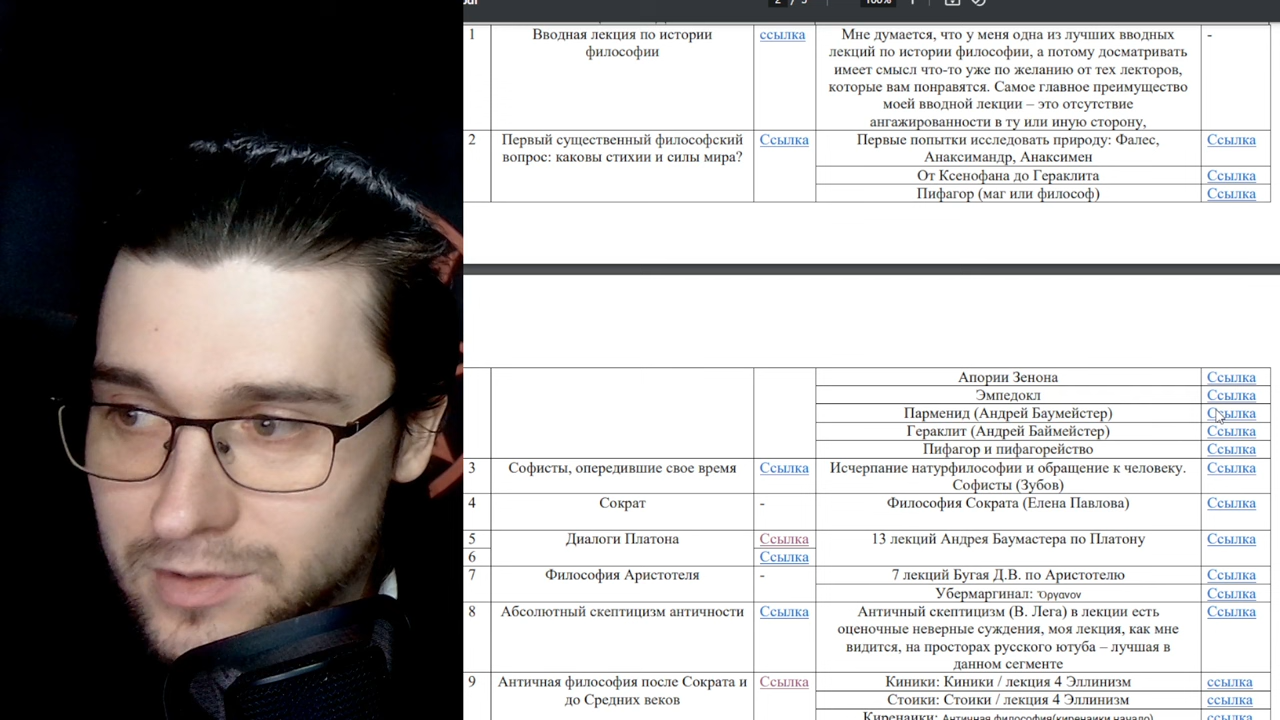 2 / 5
100%
1
Вводная лекция по истории
философии
ссылка
Мне думается, что у меня одна из лучших вводных
лекций по истории философии, а потому досматривать
имеет смысл что-то уже по желанию от тех лекторов,
которые вам понравятся. Самое главное преимущество
моей вводной лекции – это отсутствие
ангажированности в ту или иную сторону,
-
2
Первый существенный философский
вопрос: каковы стихии и силы мира?
Ссылка
Первые попытки исследовать природу: Фалес,
Анаксимандр, Анаксимен
Ссылка
От Ксенофана до Гераклита
Ссылка
Пифагор (маг или философ)
Ссылка
Апории Зенона
Ссылка
Эмпедокл
Ссылка
Парменид (Андрей Баумейстер)
Ссылка
Гераклит (Андрей Баймейстер)
Ссылка
Пифагор и пифагорейство
Ссылка
3
Софисты, опередившие свое время
Ссылка
Исчерпание натурфилософии и обращение к человеку.
Софисты (Зубов)
Ссылка
4
Сократ
-
Философия Сократа (Елена Павлова)
Ссылка
5
Диалоги Платона
Ссылка
13 лекций Андрея Баумастера по Платону
Ссылка
6
Ссылка
7
Философия Аристотеля
-
7 лекций Бугая Д.В. по Аристотелю
Ссылка
Убермаргинал: Ὄργανον
Ссылка
8
Абсолютный скептицизм античности
Ссылка
Античный скептицизм (В. Лега) в лекции есть
оценочные неверные суждения, моя лекция, как мне
видится, на просторах русского ютуба – лучшая в
данном сегменте
Ссылка
9
Античная философия после Сократа и
до Средних веков
Ссылка
Киники: Киники / лекция 4 Эллинизм
ссылка
Стоики: Стоики / лекция 4 Эллинизм
ссылка
Киренаики: Античная философия(киренаики начало)
ссылка